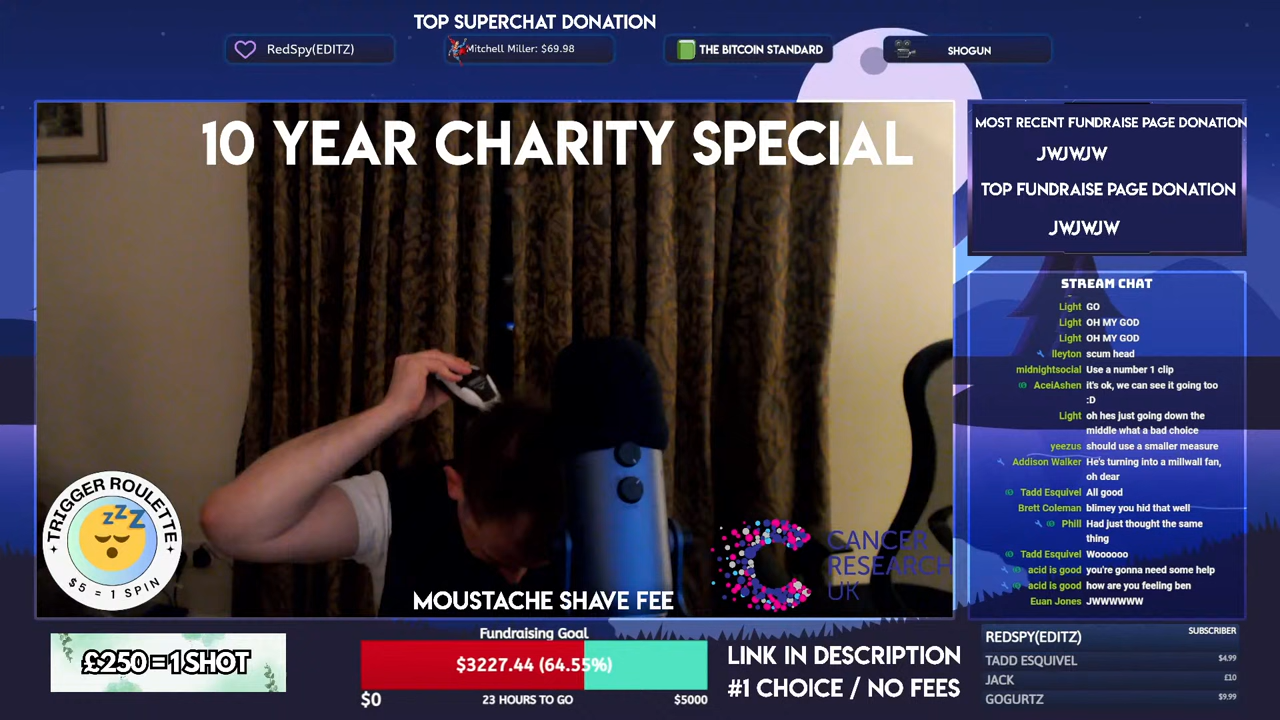 TOP SUPERCHAT DONATION
RedSpy(EDITZ)
Mitchell Miller: $69.98
THE BITCOIN STANDARD
SHOGUN
10 YEAR CHARITY SPECIAL
MOST RECENT FUNDRAISE PAGE DONATION
JWJWJW
TOP FUNDRAISE PAGE DONATION
JWJWJW
STREAM CHAT
Light GO
Light OH MY GOD
Light OH MY GOD
lleyton scum head
midnightsocial Use a number 1 clip
AceiAshen it's ok, we can see it going too
:D
Light oh hes just going down the
middle what a bad choice
yeezus should use a smaller measure
Addison Walker He's turning into a millwall fan,
oh dear
Tadd Esquivel All good
Brett Coleman blimey you hid that well
Phill Had just thought the same
thing
Tadd Esquivel Woooooo
acid is good you're gonna need some help
acid is good how are you feeling ben
Euan Jones JWWWWWW
TRIGGER ROULETTE
zzz
$5 = 1 SPIN
CANCER
RESEARCH
UK
MOUSTACHE SHAVE FEE
£250 = 1 SHOT
Fundraising Goal
$3227.44 (64.55%)
$0
23 HOURS TO GO
$5000
LINK IN DESCRIPTION
#1 CHOICE / NO FEES
REDSPY(EDITZ) SUBSCRIBER
TADD ESQUIVEL $4.99
JACK £10
GOGURTZ $9.99